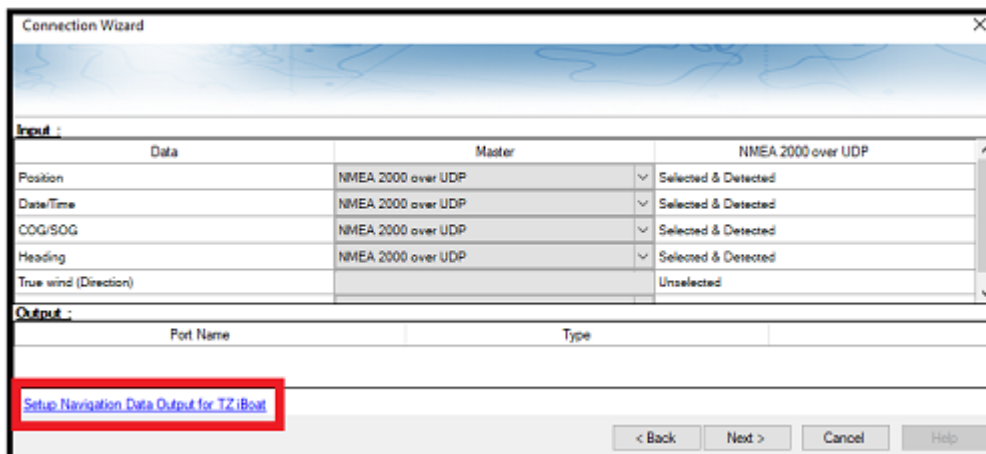 Connection Wizard
Input :
Data Master NMEA 2000 over UDP
Position NMEA 2000 over UDP Selected & Detected
Date/Time NMEA 2000 over UDP Selected & Detected
COG/SOG NMEA 2000 over UDP Selected & Detected
Heading NMEA 2000 over UDP Selected & Detected
True wind (Direction) Unselected
Output :
Port Name Type
Setup Navigation Data Output for TZ iBoat
< Back Next > Cancel Help